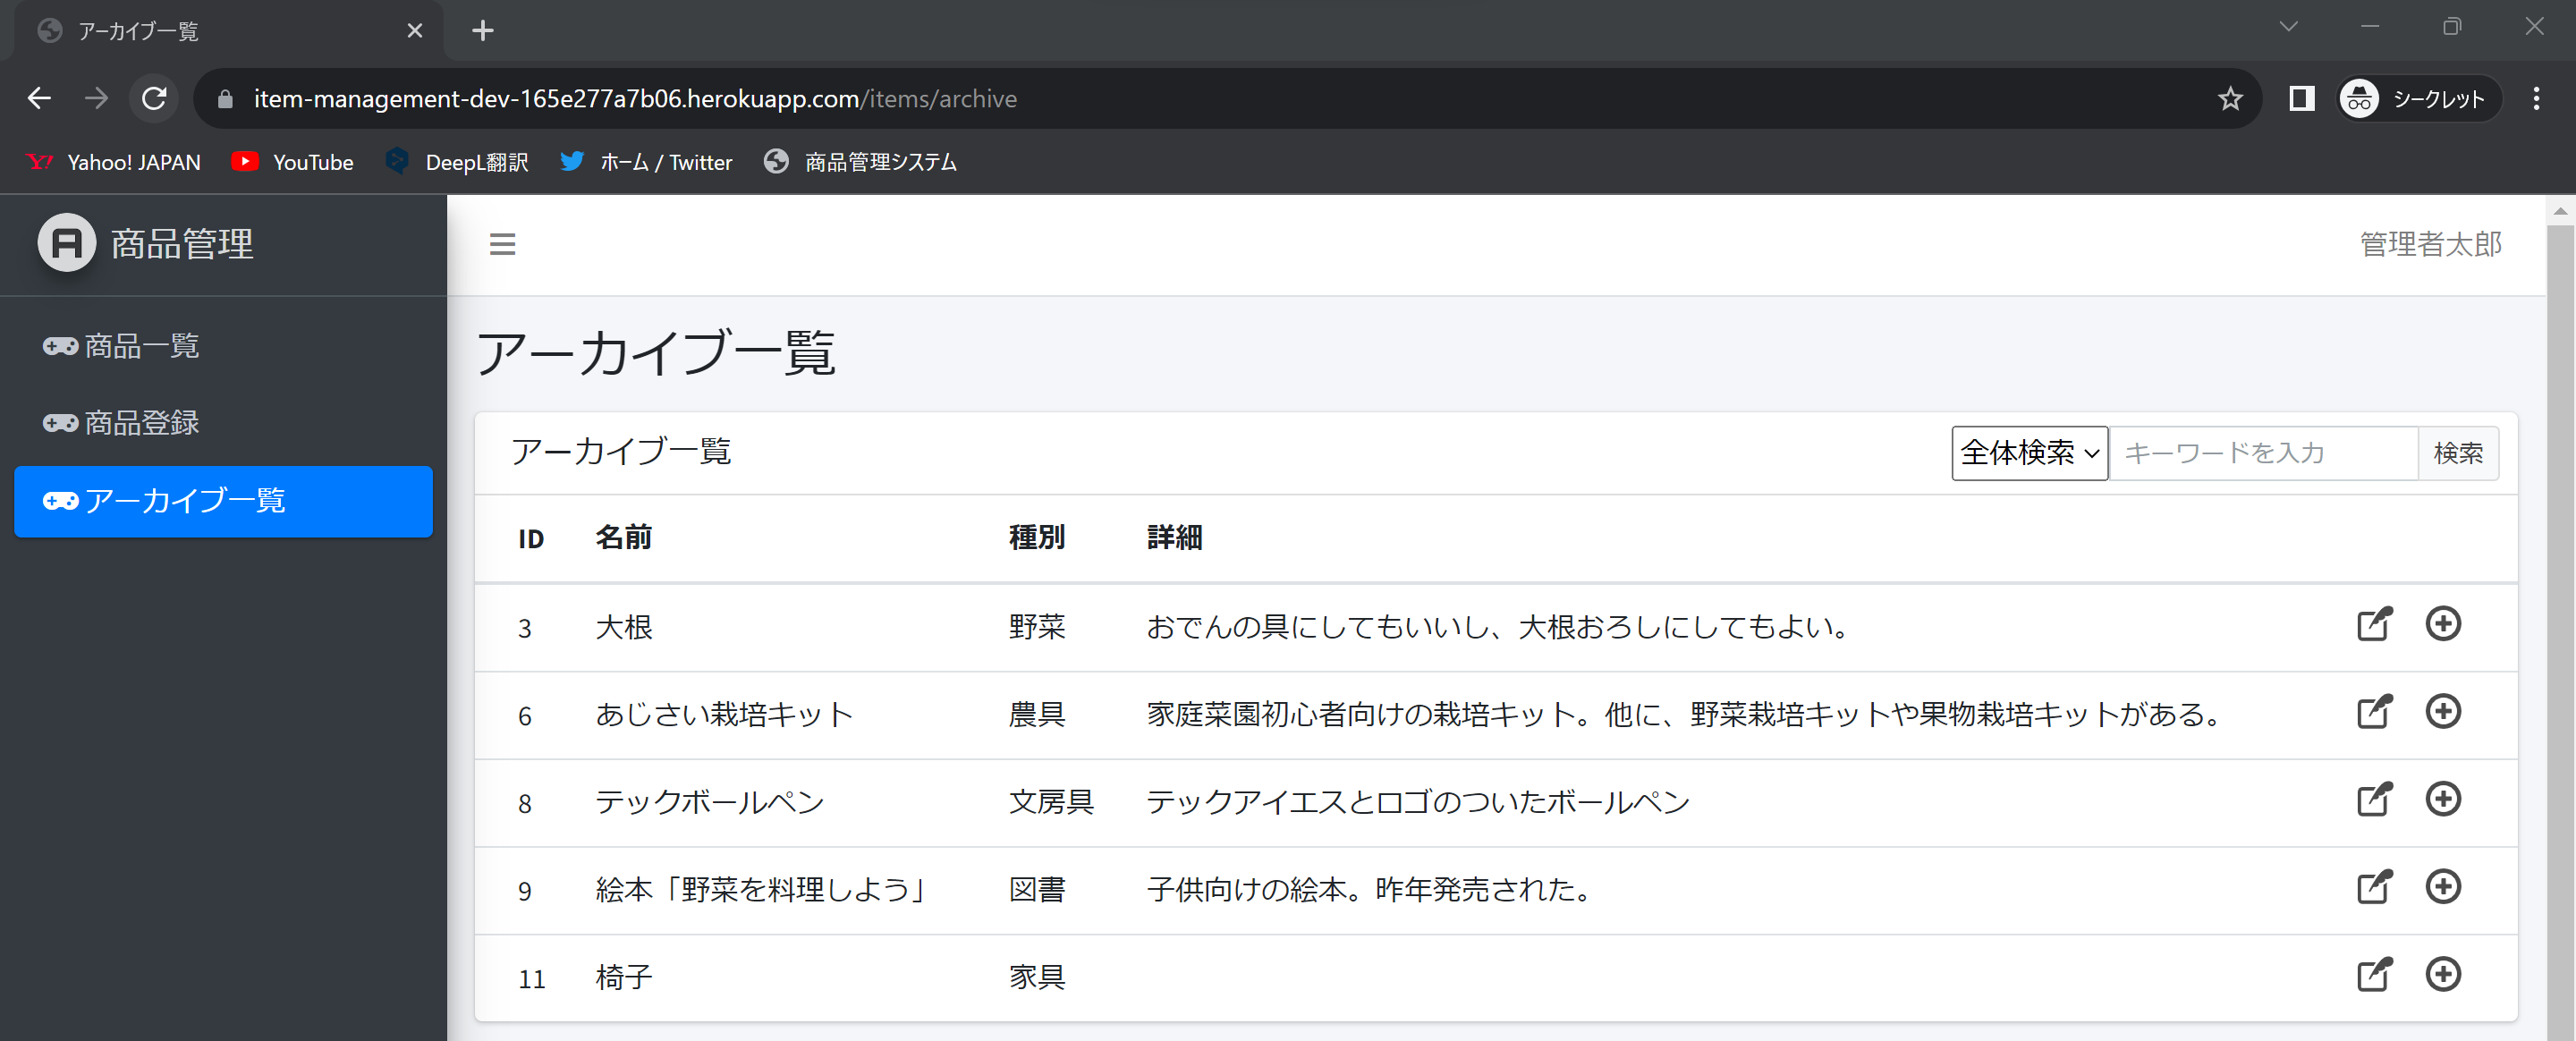 アーカイブ一覧
item-management-dev-165e277a7b06.herokuapp.com/items/archive
シークレット
Yahoo! JAPAN YouTube DeepL翻訳 ホーム / Twitter 商品管理システム
商品管理
管理者太郎
商品一覧
商品登録
アーカイブ一覧
アーカイブ一覧
アーカイブ一覧 全体検索 キーワードを入力 検索
ID 名前 種別 詳細
3 大根 野菜 おでんの具にしてもいいし、大根おろしにしてもよい。
6 あじさい栽培キット 農具 家庭菜園初心者向けの栽培キット。他に、野菜栽培キットや果物栽培キットがある。
8 テックボールペン 文房具 テックアイエスとロゴのついたボールペン
9 絵本「野菜を料理しよう」 図書 子供向けの絵本。昨年発売された。
11 椅子 家具